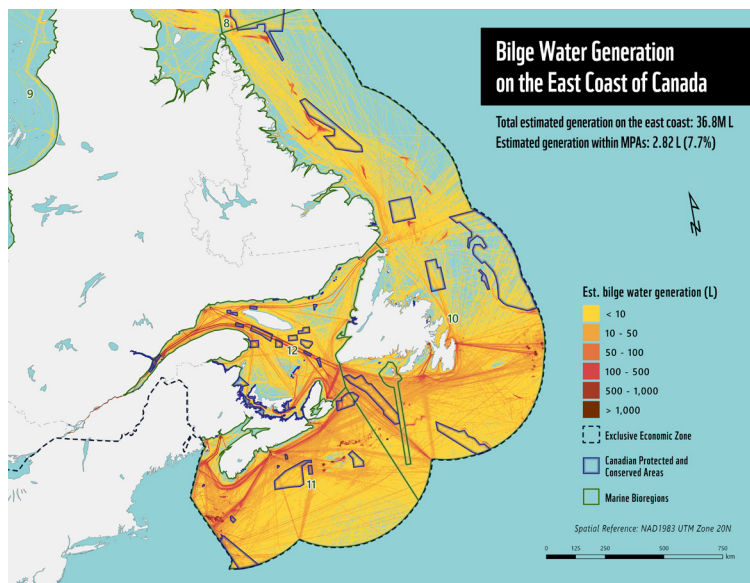 Bilge Water Generation
on the East Coast of Canada
Total estimated generation on the east coast: 36.8M L
Estimated generation within MPAs: 2.82 L (7.7%)
8
9
10
12
11
N
Est. bilge water generation (L)
< 10
10 - 50
50 - 100
100 - 500
500 - 1,000
> 1,000
Exclusive Economic Zone
Canadian Protected and
Conserved Areas
Marine Bioregions
Spatial Reference: NAD1983 UTM Zone 20N
0 125 250 375 500 625 750
km